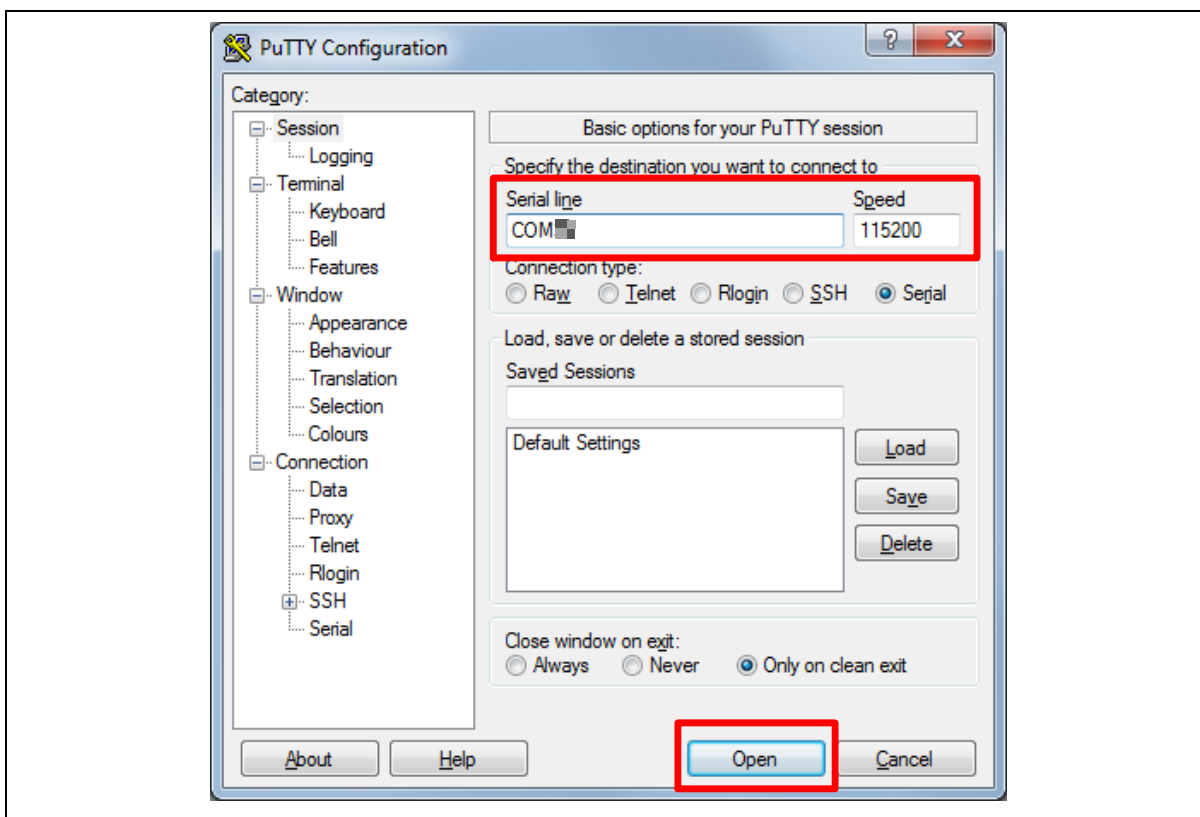 PuTTY Configuration
Category:
Session
Logging
Terminal
Keyboard
Bell
Features
Window
Appearance
Behaviour
Translation
Selection
Colours
Connection
Data
Proxy
Telnet
Rlogin
SSH
Serial
Basic options for your PuTTY session
Specify the destination you want to connect to
Serial line Speed
COM 115200
Connection type:
Raw Telnet Rlogin SSH Serial
Load, save or delete a stored session
Saved Sessions
Default Settings
Load
Save
Delete
Close window on exit:
Always Never Only on clean exit
About Help Open Cancel